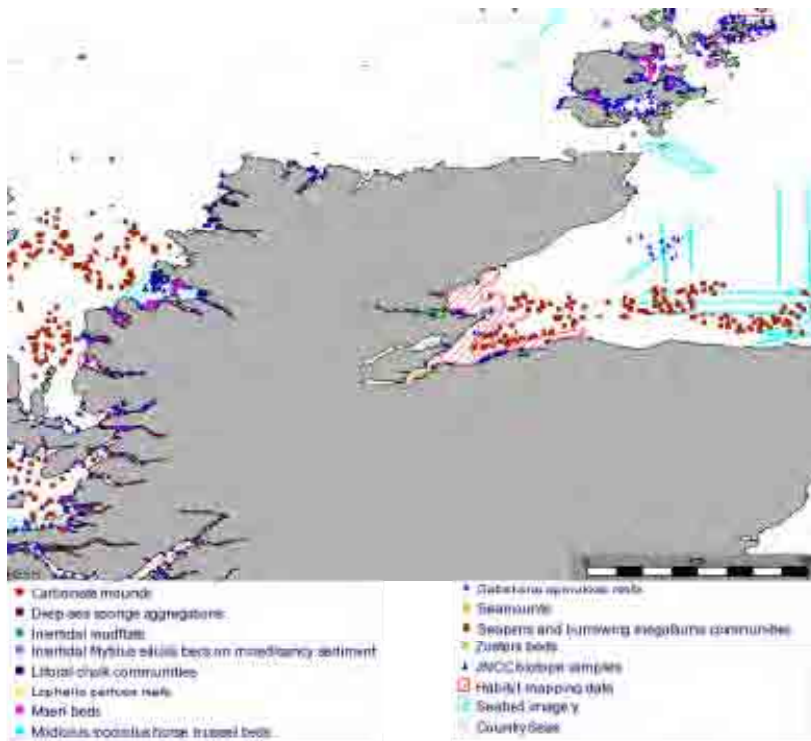 Carbonate mounds
Deep-sea sponge aggregations
Intertidal mudflats
Intertidal Mytilus edulis beds on mixed/sandy sediment
Littoral chalk communities
Lophelia pertusa reefs
Maerl beds
Modiolus modiolus horse mussel beds
Sabellaria spinulosa reefs
Seamounts
Seapens and burrowing megafauna communities
Zostera beds
JNCC biotope samples
Habitat mapping data
Seabed imagery